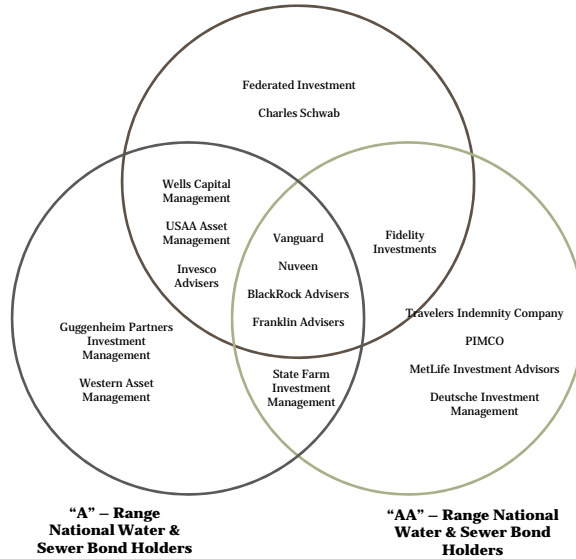 Federated Investment
Charles Schwab
Wells Capital
Management
USAA Asset
Management
Invesco
Advisers
Vanguard
Nuveen
BlackRock Advisers
Franklin Advisers
Fidelity
Investments
Guggenheim Partners
Investment
Management
Western Asset
Management
State Farm
Investment
Management
Travelers Indemnity Company
PIMCO
MetLife Investment Advisors
Deutsche Investment
Management
“A” – Range
National Water &
Sewer Bond Holders
“AA” – Range National
Water & Sewer Bond
Holders